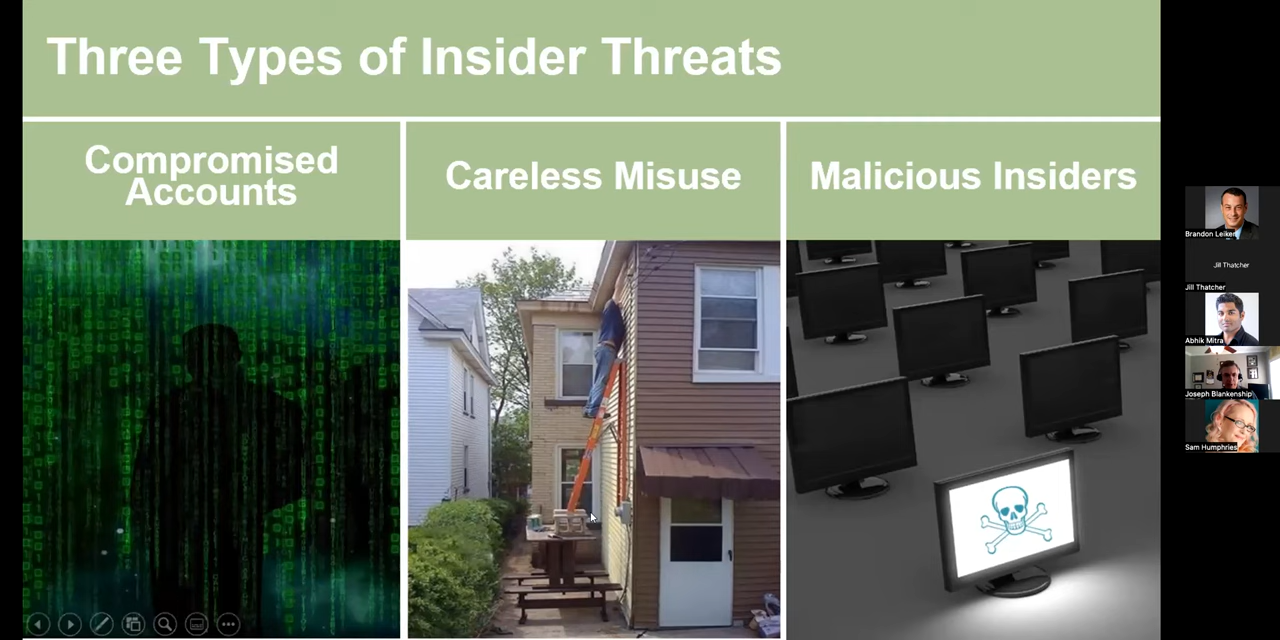 Three Types of Insider Threats
Compromised
Accounts
Careless Misuse
Malicious Insiders
Brandon Leiker
Jill Thatcher
Jill Thatcher
Abhik Mitra
Joseph Blankenship
Sam Humphries